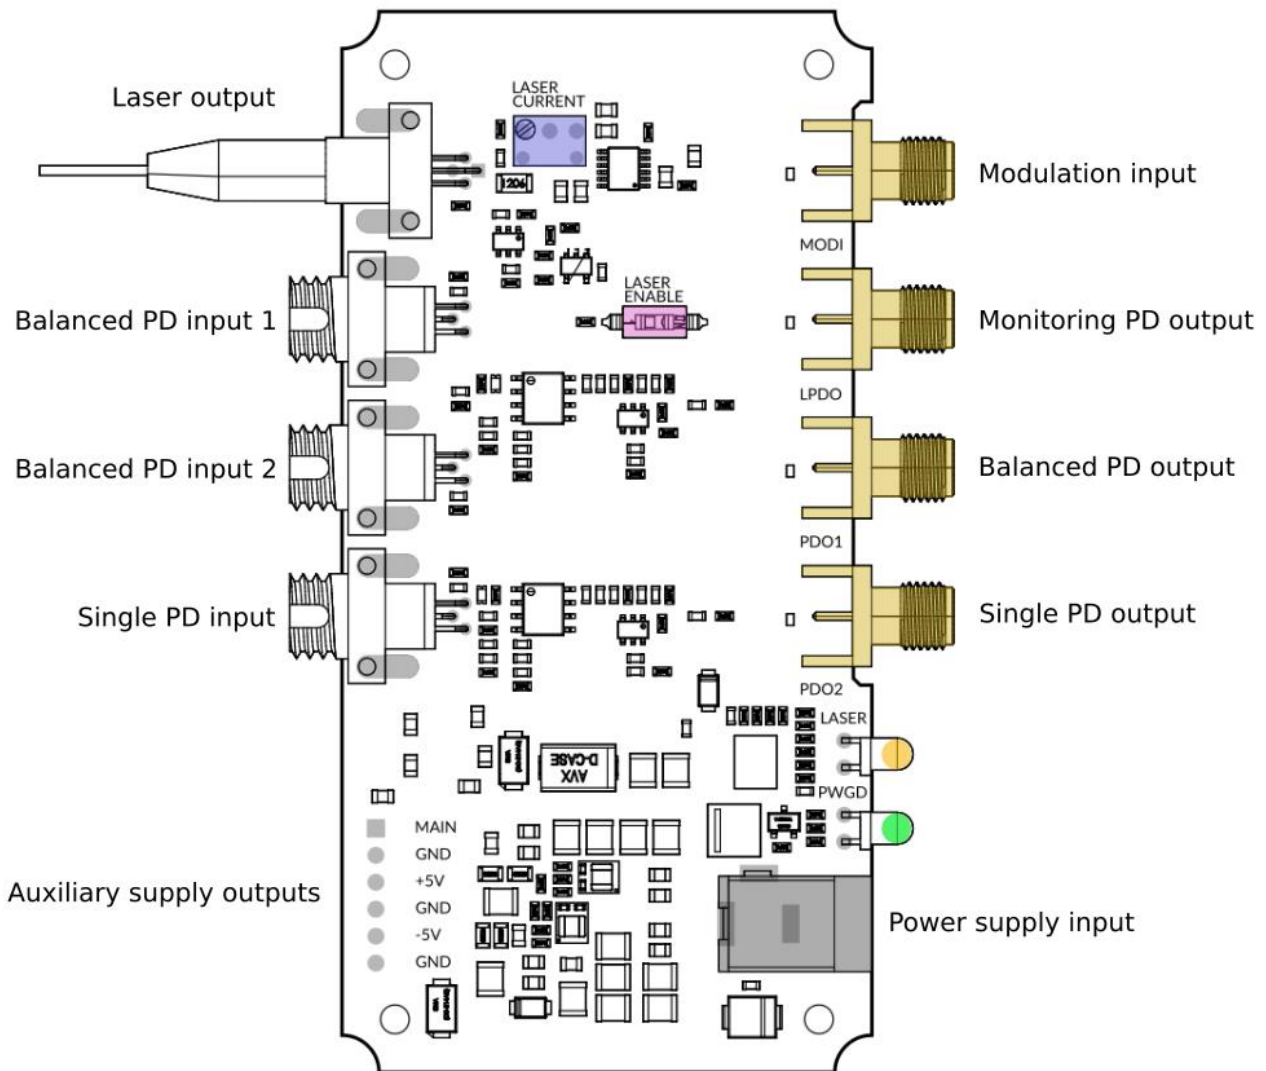 Laser output
LASER
CURRENT
1206
Modulation input
MODI
Balanced PD input 1
LASER
ENABLE
Monitoring PD output
LPDO
Balanced PD input 2
Balanced PD output
PDO1
Single PD input
Single PD output
PDO2
LASER
AVX
D-CASE
PWGD
MAIN
GND
+5V
Auxiliary supply outputs
GND
-5V
GND
Power supply input